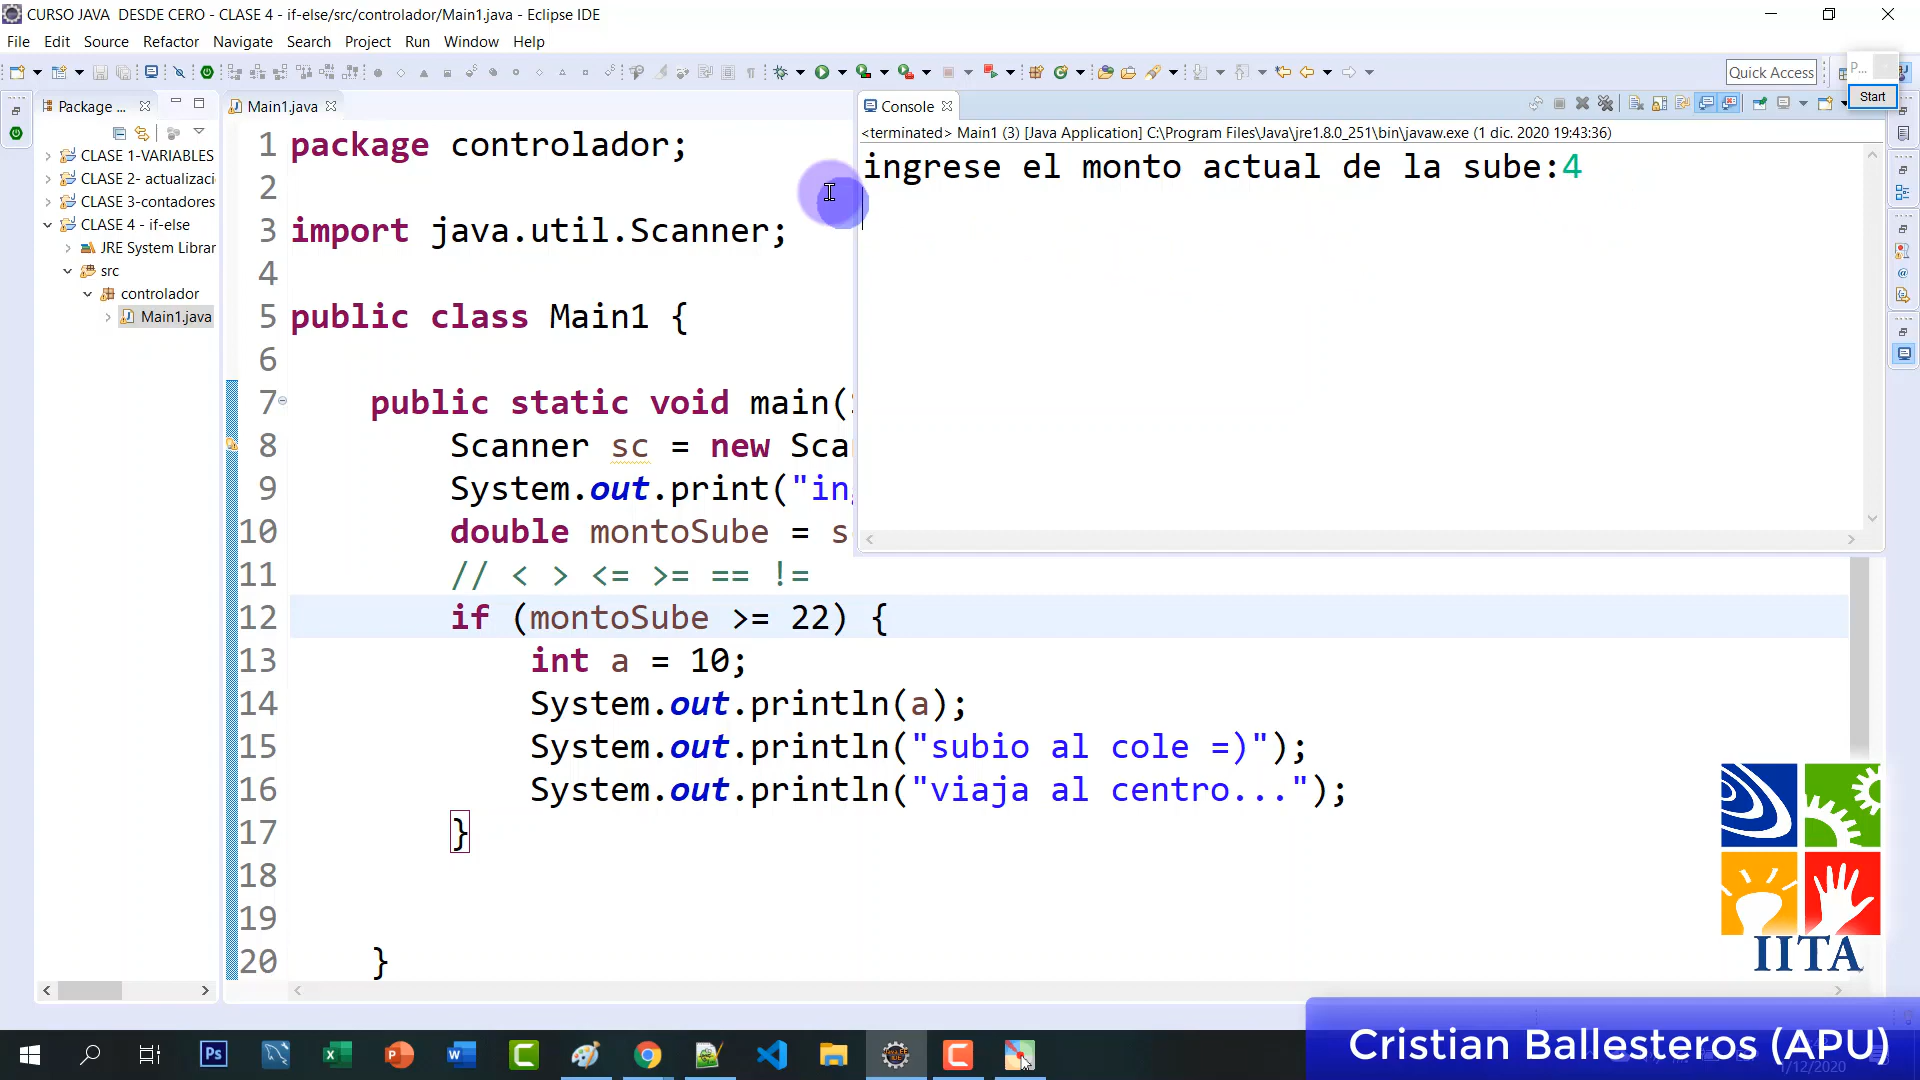 CURSO JAVA  DESDE CERO - CLASE 4 - if-else/src/controlador/Main1.java - Eclipse IDE
File Edit Source Refactor Navigate Search Project Run Window Help
Quick Access
P...
Start
Package ...
Main1.java
Console
CLASE 1-VARIABLES
CLASE 2- actualizaci
CLASE 3-contadores
CLASE 4 - if-else
JRE System Librar
src
controlador
Main1.java
1 package controlador;
2
3 import java.util.Scanner;
4
5 public class Main1 {
6
7 public static void main(
8 Scanner sc = new Sca
9 System.out.print("in
10 double montoSube = s
11 // < > <= >= == !=
12 if (montoSube >= 22) {
13 int a = 10;
14 System.out.println(a);
15 System.out.println("subio al cole =)");
16 System.out.println("viaja al centro...");
17 }
18
19
20 }
<terminated> Main1 (3) [Java Application] C:\Program Files\Java\jre1.8.0_251\bin\javaw.exe (1 dic. 2020 19:43:36)
ingrese el monto actual de la sube:4
IITA
Cristian Ballesteros (APU)
1/12/2020